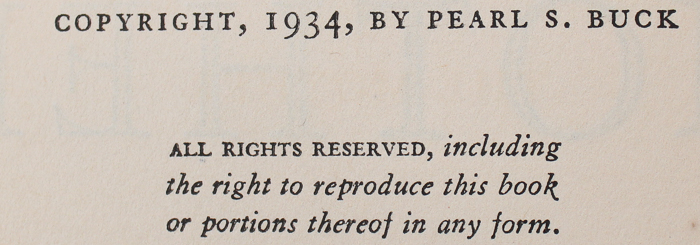 COPYRIGHT, 1934, BY PEARL S. BUCK
ALL RIGHTS RESERVED, including
the right to reproduce this book
or portions thereof in any form.